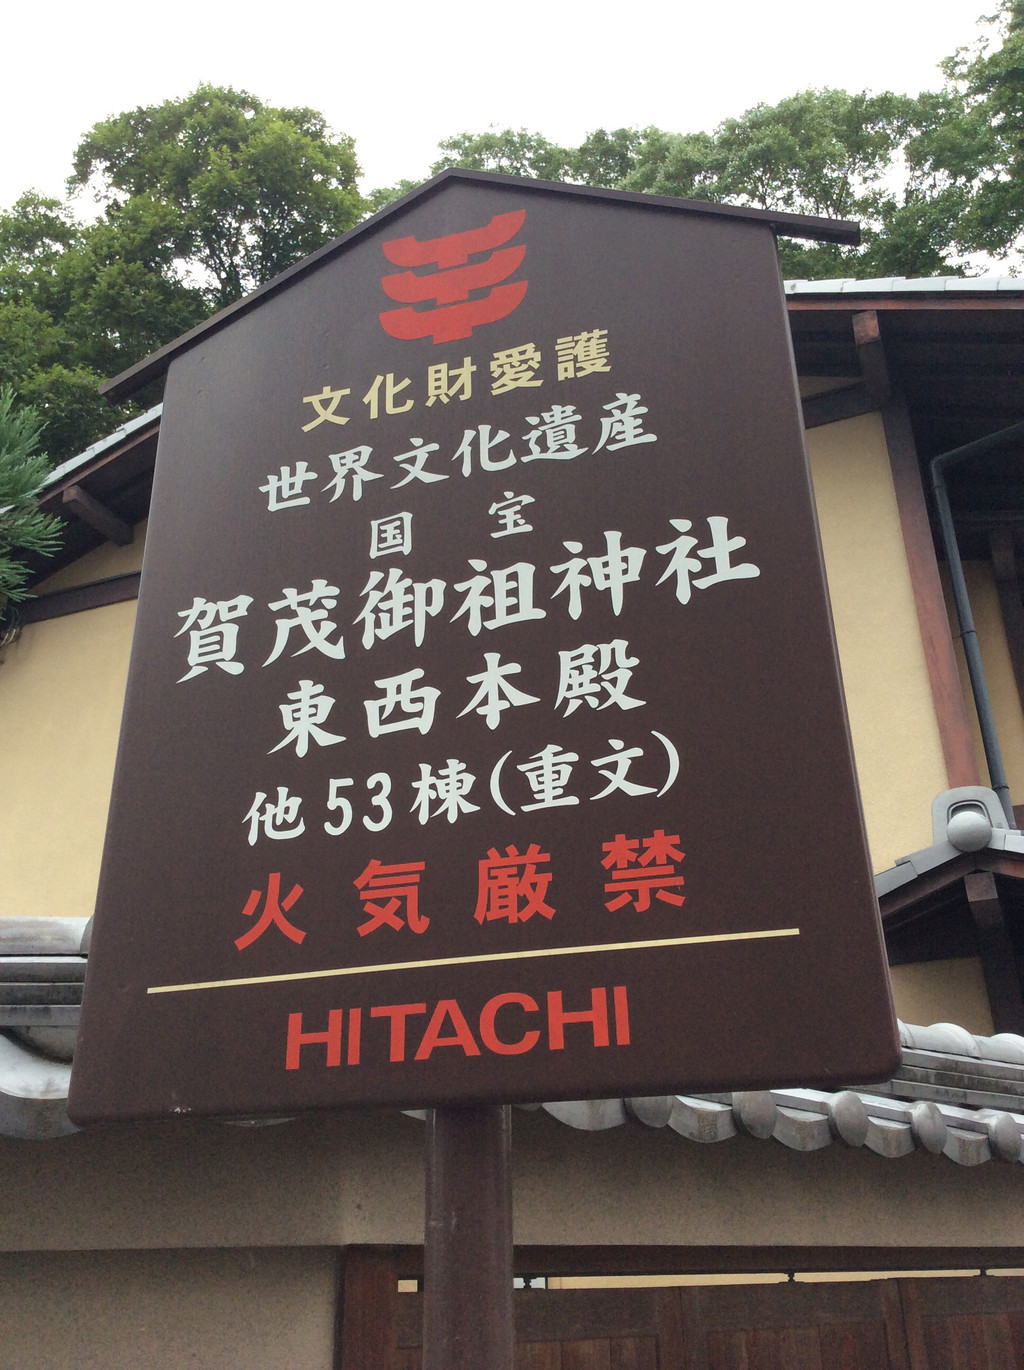 文化財愛護
世界文化遺産
国宝
賀茂御祖神社
東西本殿
他53棟(重文)
火気厳禁
HITACHI